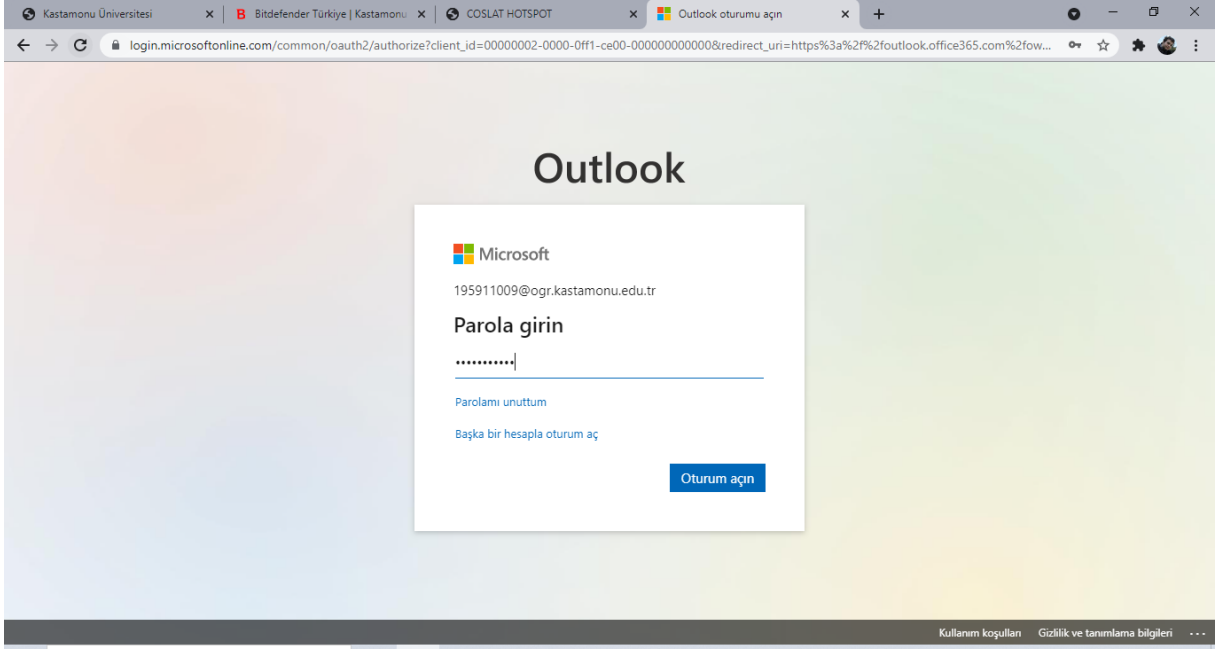 Kastamonu Üniversitesi
B Bitdefender Türkiye | Kastamonu
COSLAT HOTSPOT
Outlook oturumu açın
login.microsoftonline.com/common/oauth2/authorize?client_id=00000002-0000-0ff1-ce00-000000000000&redirect_uri=https%3a%2f%2foutlook.office365.com%2fow...
Outlook
Microsoft
195911009@ogr.kastamonu.edu.tr
Parola girin
•••••••••••
Parolamı unuttum
Başka bir hesapla oturum aç
Oturum açın
Kullanım koşulları Gizlilik ve tanımlama bilgileri ...